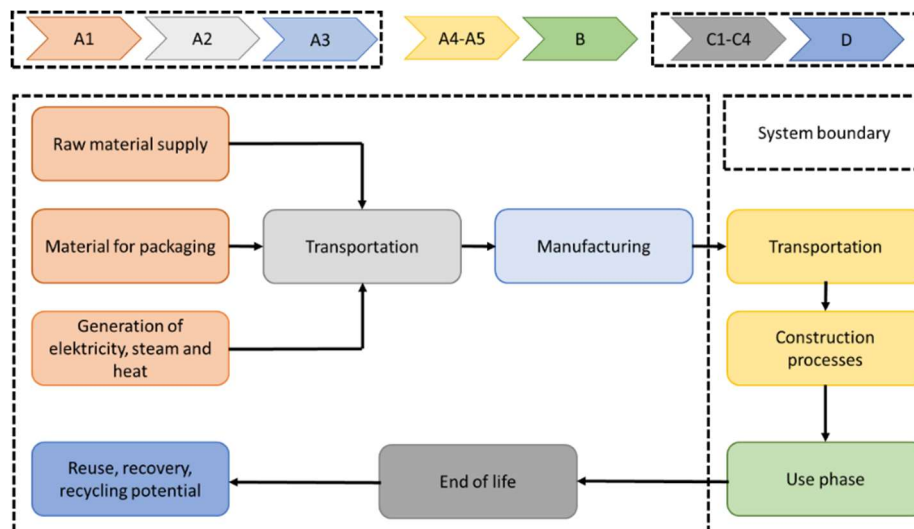 A1
A2
A3
A4-A5
B
C1-C4
D
Raw material supply
System boundary
Material for packaging
Transportation
Manufacturing
Transportation
Generation of
elektricity, steam and
heat
Construction
processes
Reuse, recovery,
recycling potential
End of life
Use phase